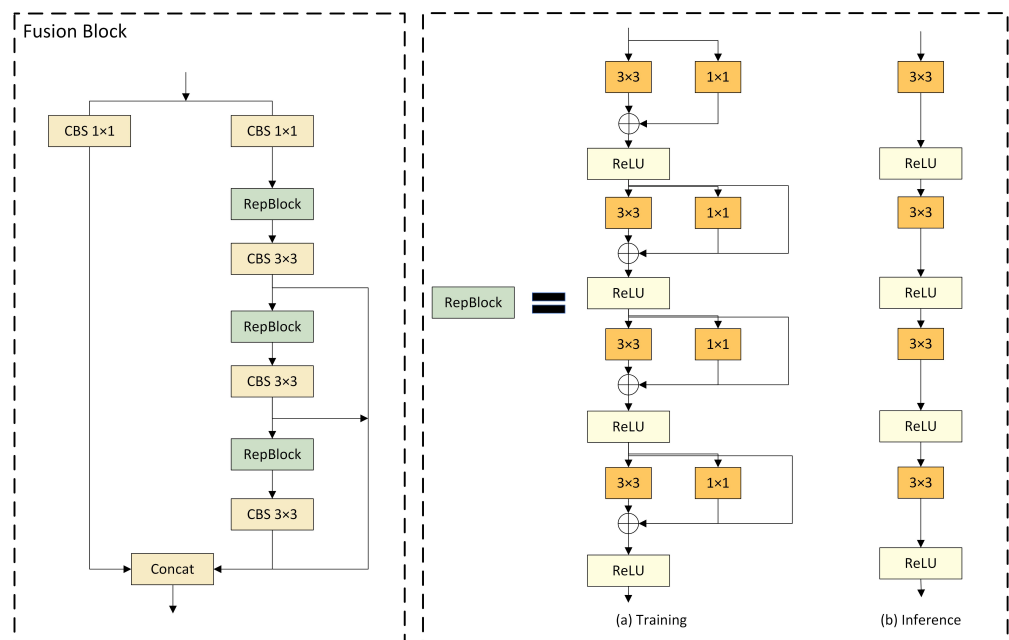 Fusion Block
CBS 1×1
CBS 1×1
RepBlock
CBS 3×3
RepBlock
CBS 3×3
RepBlock
CBS 3×3
Concat
RepBlock
3×3
1×1
ReLU
3×3
1×1
ReLU
3×3
1×1
ReLU
3×3
1×1
ReLU
(a) Training
3×3
ReLU
3×3
ReLU
3×3
ReLU
3×3
ReLU
(b) Inference